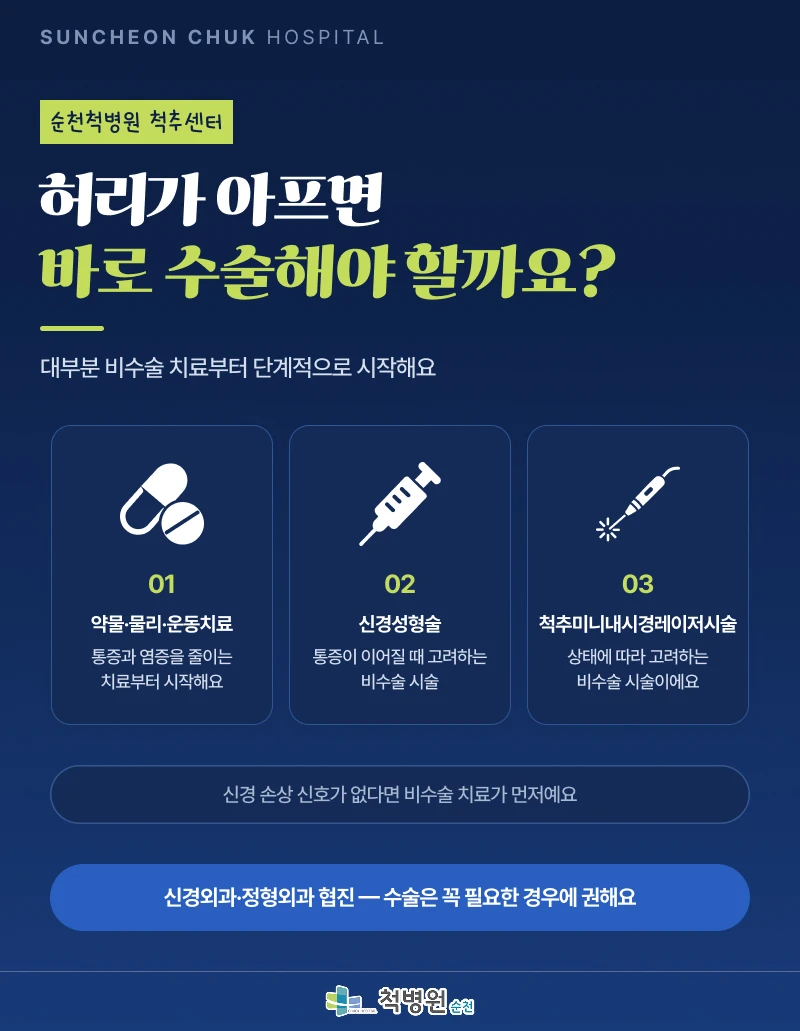 SUNCHEON CHUK HOSPITAL
순천척병원 척추센터
허리가 아프면
바로 수술해야 할까요?
대부분 비수술 치료부터 단계적으로 시작해요
01
약물·물리·운동치료
통증과 염증을 줄이는
치료부터 시작해요
02
신경성형술
통증이 이어질 때 고려하는
비수술 시술
03
척추미니내시경레이저시술
상태에 따라 고려하는
비수술 시술이에요
신경 손상 신호가 없다면 비수술 치료가 먼저예요
신경외과·정형외과 협진 — 수술은 꼭 필요한 경우에 권해요
척병원 순천